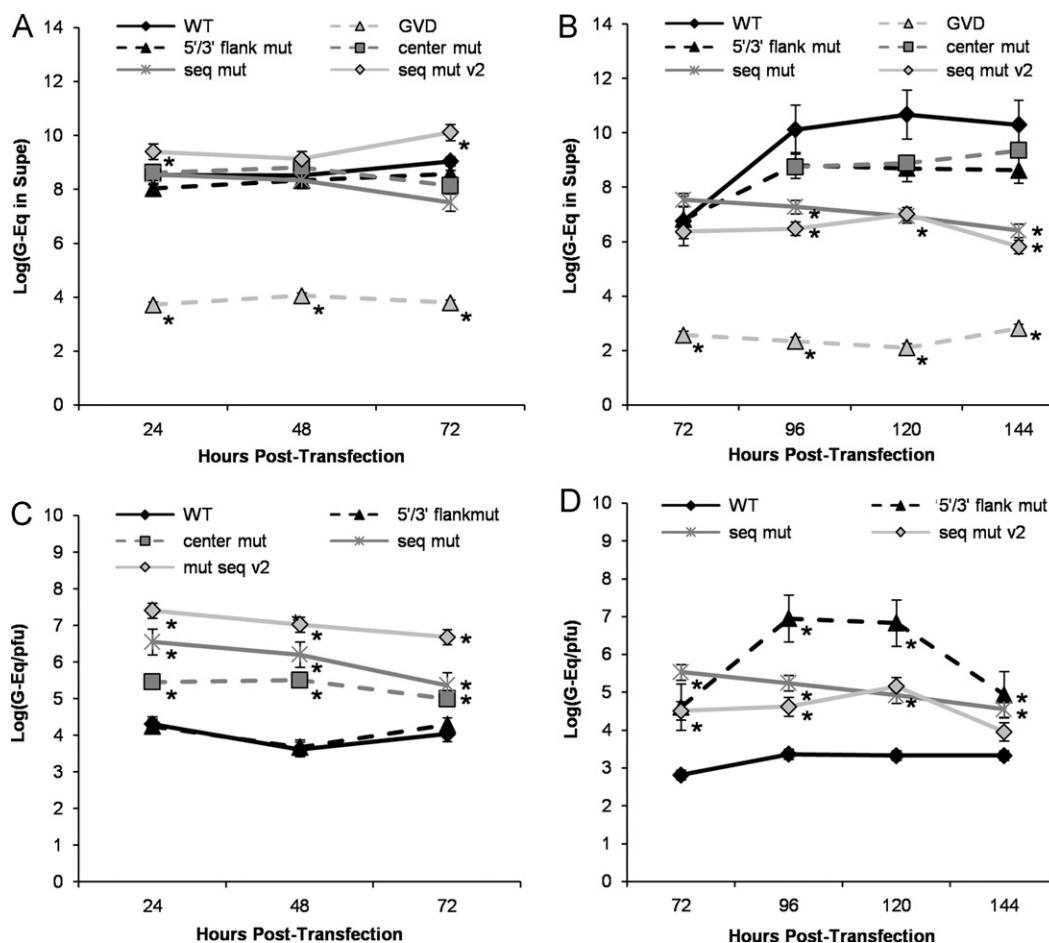 A
WT
GVD
5'/3' flank mut
center mut
seq mut
seq mut v2
Log(G-Eq in Supe)
14
12
10
8
6
4
2
0
*
*
*
*
*
24
48
72
Hours Post-Transfection
B
WT
GVD
5'/3' flank mut
center mut
seq mut
seq mut v2
Log(G-Eq in Supe)
14
12
10
8
6
4
2
0
*
*
*
*
*
*
*
*
*
72
96
120
144
Hours Post-Transfection
C
WT
5'/3' flankmut
center mut
seq mut
mut seq v2
Log(G-Eq/pfu)
10
9
8
7
6
5
4
3
2
1
0
*
*
*
*
*
*
*
*
*
24
48
72
Hours Post-Transfection
D
WT
'5'/3' flank mut
seq mut
seq mut v2
Log(G-Eq/pfu)
10
9
8
7
6
5
4
3
2
1
0
*
*
*
*
*
*
*
*
*
72
96
120
144
Hours Post-Transfection